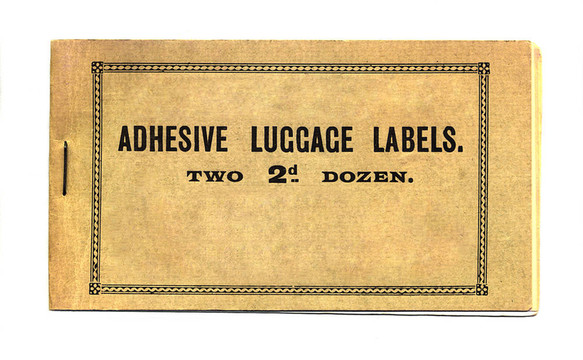 ADHESIVE LUGGAGE LABELS.
TWO 2d DOZEN.